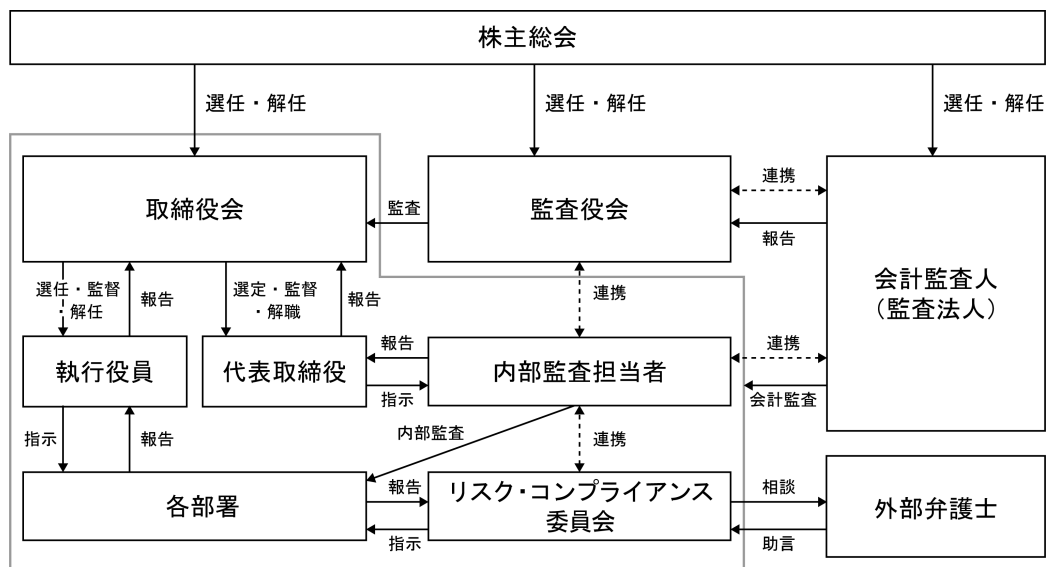 株主総会
選任・解任
選任・解任
選任・解任
取締役会
監査
監査役会
連携
報告
会計監査人
（監査法人）
選任・監督
・解任
報告
選定・監督
・解職
報告
連携
執行役員
代表取締役
報告
指示
内部監査担当者
連携
会計監査
指示
報告
内部監査
連携
各部署
報告
指示
リスク・コンプライアンス
委員会
相談
助言
外部弁護士